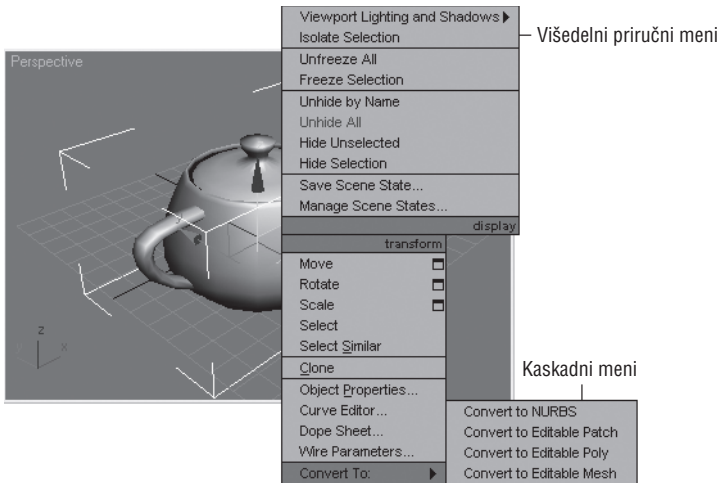 Viewport Lighting and Shadows
Isolate Selection
Višedelni priručni meni
Perspective
Unfreeze All
Freeze Selection
Unhide by Name
Unhide All
Hide Unselected
Hide Selection
Save Scene State...
Manage Scene States...
display
transform
Move
Rotate
Scale
Select
Select Similar
Clone
Object Properties...
Curve Editor...
Dope Sheet...
Wire Parameters...
Convert To:
Kaskadni meni
Convert to NURBS
Convert to Editable Patch
Convert to Editable Poly
Convert to Editable Mesh
z
y x